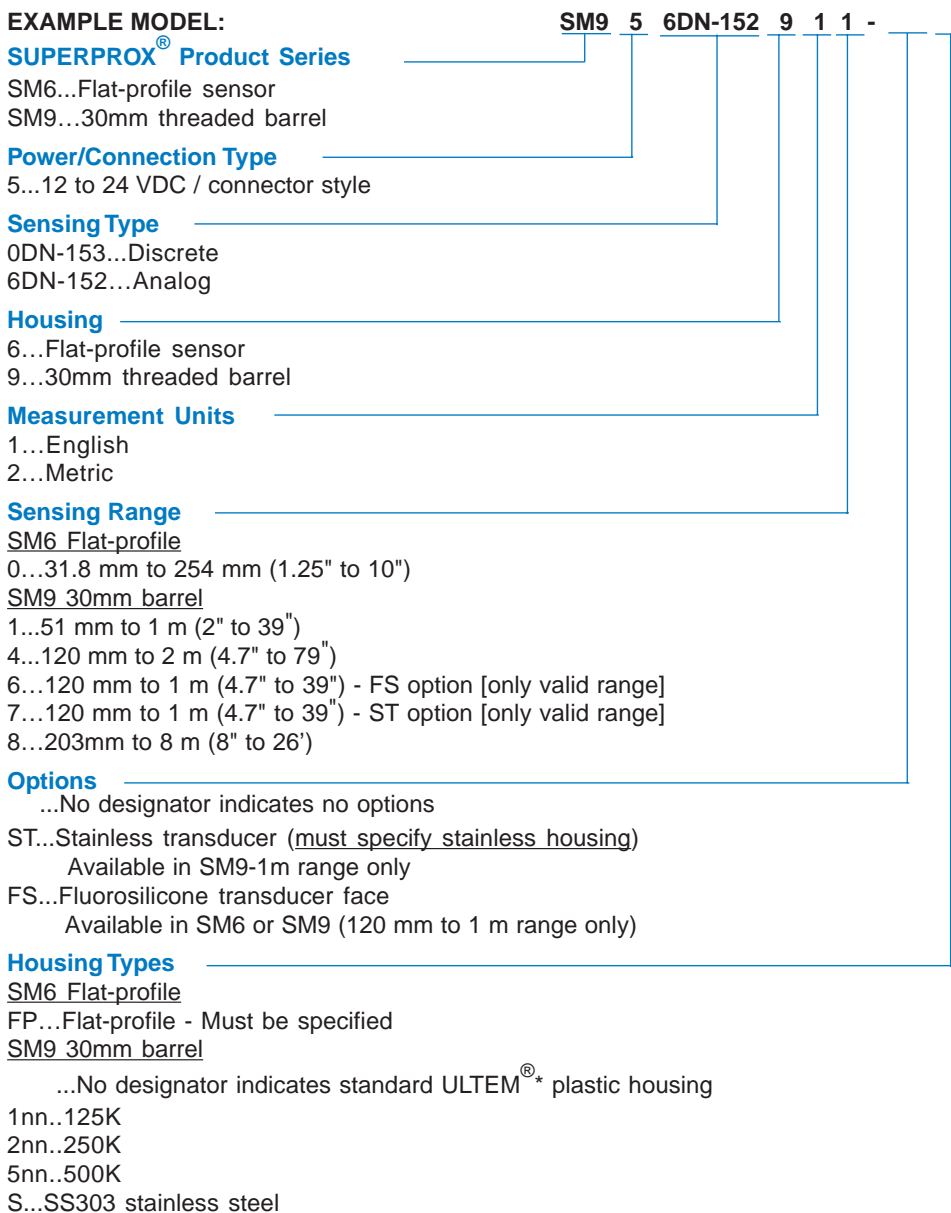 EXAMPLE MODEL: SM9 5 6DN-152 9 1 1 -
SUPERPROX® Product Series
SM6...Flat-profile sensor
SM9…30mm threaded barrel
Power/Connection Type
5...12 to 24 VDC / connector style
Sensing Type
0DN-153...Discrete
6DN-152…Analog
Housing
6…Flat-profile sensor
9…30mm threaded barrel
Measurement Units
1…English
2…Metric
Sensing Range
SM6 Flat-profile
0…31.8 mm to 254 mm (1.25" to 10")
SM9 30mm barrel
1...51 mm to 1 m (2" to 39")
4...120 mm to 2 m (4.7" to 79")
6…120 mm to 1 m (4.7" to 39") - FS option [only valid range]
7…120 mm to 1 m (4.7" to 39") - ST option [only valid range]
8…203mm to 8 m (8" to 26’)
Options
...No designator indicates no options
ST...Stainless transducer (must specify stainless housing)
Available in SM9-1m range only
FS...Fluorosilicone transducer face
Available in SM6 or SM9 (120 mm to 1 m range only)
Housing Types
SM6 Flat-profile
FP…Flat-profile - Must be specified
SM9 30mm barrel
...No designator indicates standard ULTEM®* plastic housing
1nn..125K
2nn..250K
5nn..500K
S...SS303 stainless steel